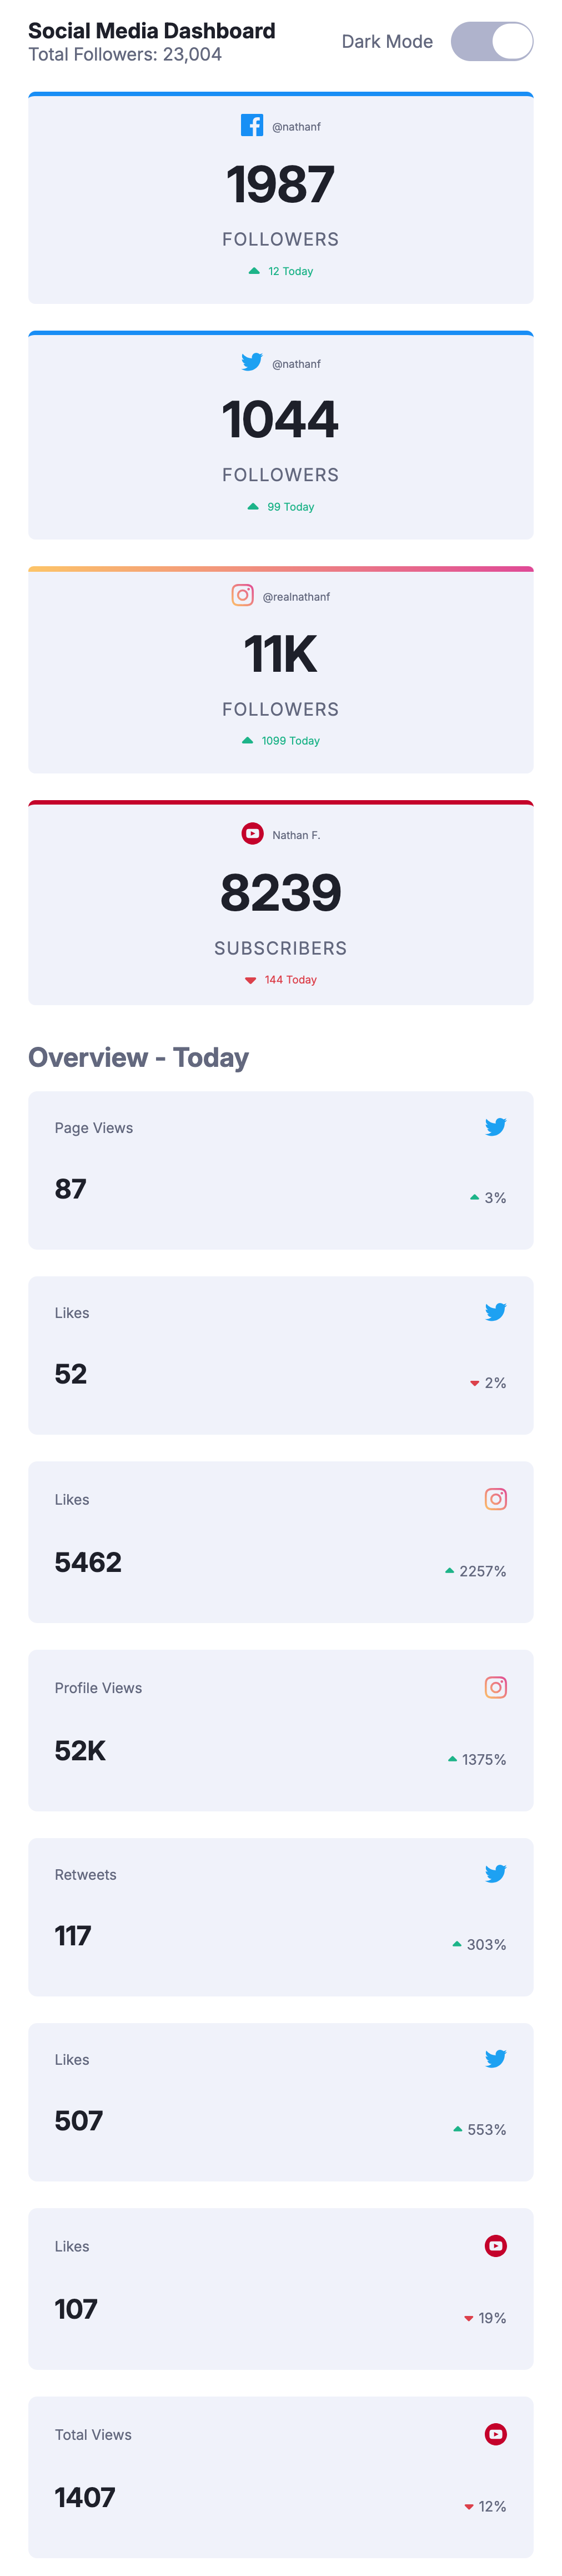 Social Media Dashboard
Total Followers: 23,004
Dark Mode
@nathanf
1987
FOLLOWERS
12 Today
@nathanf
1044
FOLLOWERS
99 Today
@realnathanf
11K
FOLLOWERS
1099 Today
Nathan F.
8239
SUBSCRIBERS
144 Today
Overview - Today
Page Views
87
3%
Likes
52
2%
Likes
5462
2257%
Profile Views
52K
1375%
Retweets
117
303%
Likes
507
553%
Likes
107
19%
Total Views
1407
12%